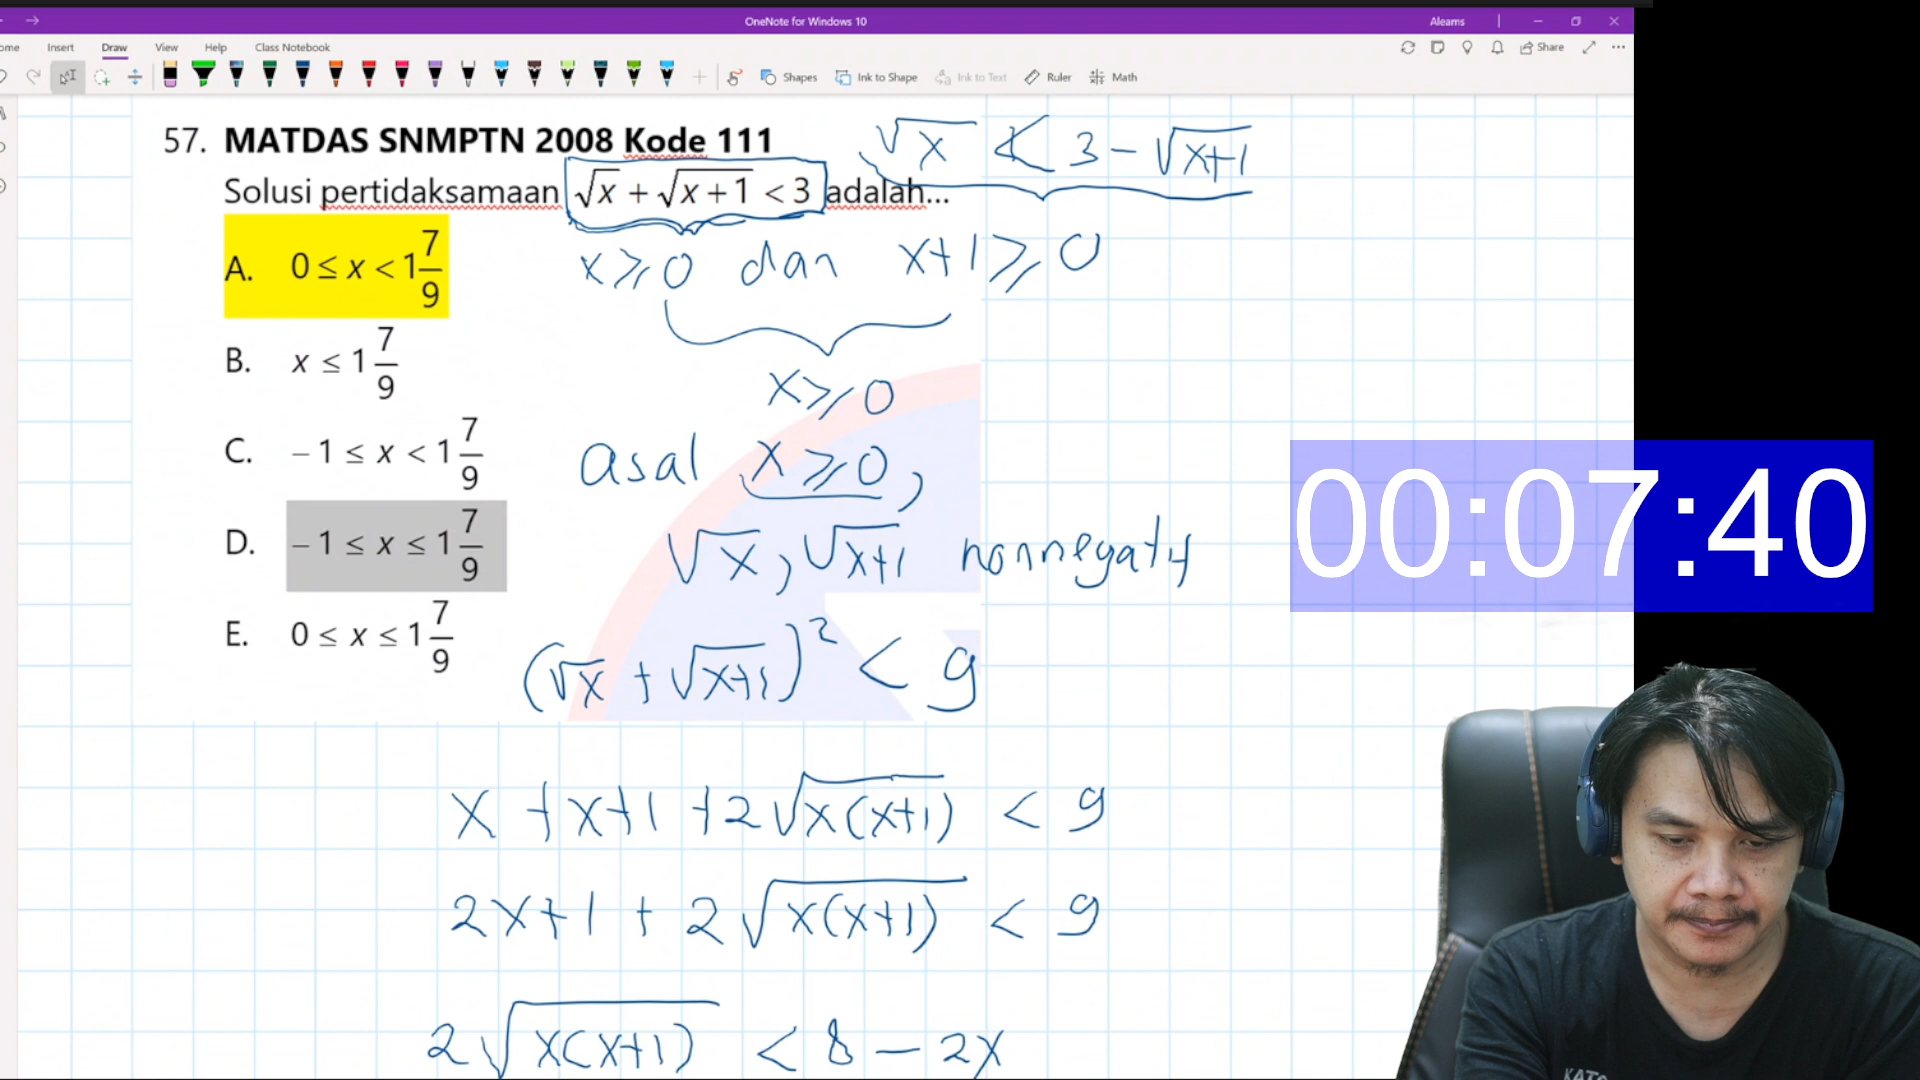 OneNote for Windows 10
Aleams
Insert Draw View Help Class Notebook
Share
Shapes Ink to Shape Ink to Text Ruler Math
57. MATDAS SNMPTN 2008 Kode 111
√x < 3 - √x+1
Solusi pertidaksamaan √x + √x + 1 < 3 adalah...
A. 0 ≤ x < 1 7/9
x ≥ 0 dan x+1 ≥ 0
B. x ≤ 1 7/9
x ≥ 0
C. – 1 ≤ x < 1 7/9
asal x ≥ 0,
D. – 1 ≤ x ≤ 1 7/9
√x, √x+1 nonnegatif
E. 0 ≤ x ≤ 1 7/9
(√x + √x+1)² < 9
x + x+1 + 2√x(x+1) < 9
2x+1 + 2√x(x+1) < 9
2√x(x+1) < 8 - 2x
00:07:40